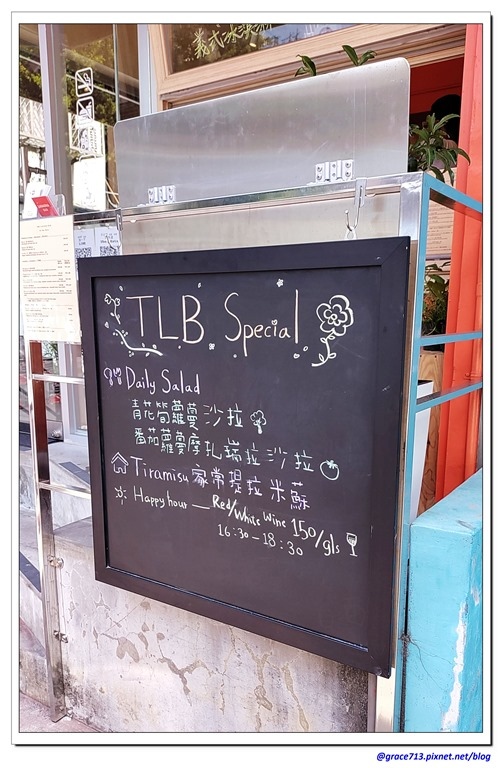 義式冰淇淋
TLB Special
Daily Salad
青花筍蘿蔓沙拉
番茄蘿蔓摩扎瑞拉沙拉
Tiramisu 家常提拉米蘇
Happy hour — Red/White Wine 150/gls
16:30-18:30
@grace713.pixnet.net/blog